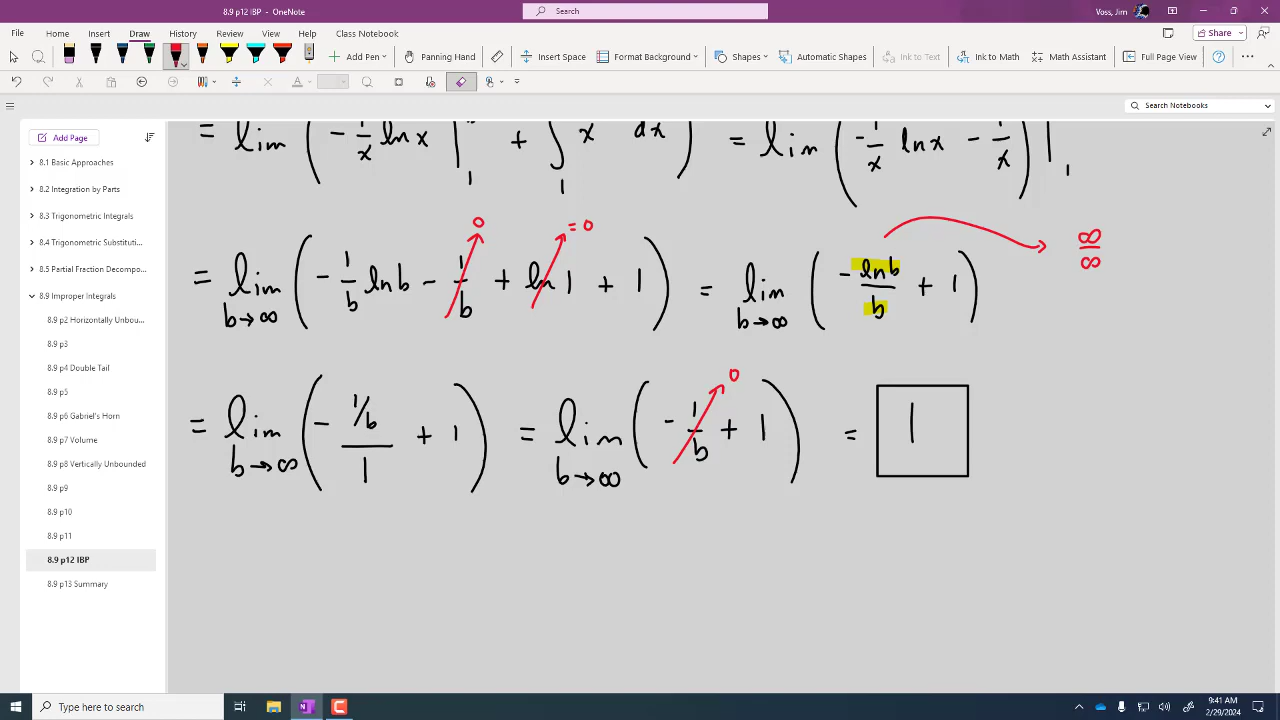 8.9 p12 IBP - OneNote
Search
Voss, Jim
File Home Insert Draw History Review View Help Class Notebook
Share
Add Pen Insert Space Format Background Shapes Automatic Shapes Ink to Text Ink to Math Math Assistant Full Page View
Search Notebooks
Add Page
8.1 Basic Approaches
8.2 Integration by Parts
8.3 Trigonometric Integrals
8.4 Trigonometric Substituti...
8.5 Partial Fraction Decompo...
8.9 Improper Integrals
8.9 p2 Horizontally Unbou...
8.9 p3
8.9 p4 Double Tail
8.9 p5
8.9 p6 Gabriel's Horn
8.9 p7 Volume
8.9 p8 Vertically Unbounded
8.9 p9
8.9 p10
8.9 p11
8.9 p12 IBP
8.9 p13 Summary
= lim ( - 1/x ln x | 1 + ∫ 1 x dx ) = lim ( - 1/x ln x - 1/x ) | 1
= lim b→∞ ( - 1/b ln b - 1/b + ln 1 + 1 ) = lim b→∞ ( - ln b / b + 1 )
0 = 0 ∞/∞
= lim b→∞ ( - 1/b / 1 + 1 ) = lim b→∞ ( - 1/b + 1 ) = 1
0
Type here to search
9:41 AM
2/29/2024